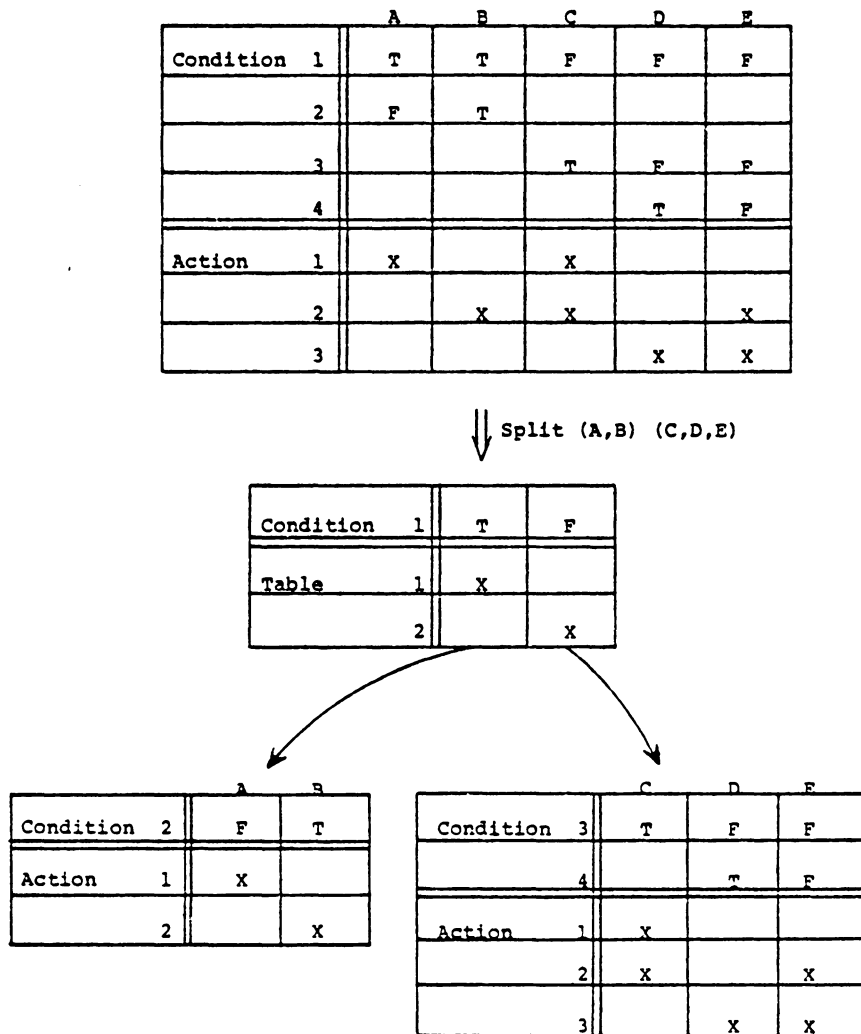 A B C D E
Condition 1 T T F F F
2 F T
3 T F F
4 T F
Action 1 X X
2 X X X
3 X X
Split (A,B) (C,D,E)
Condition 1 T F
Table 1 X
2 X
A B
Condition 2 F T
Action 1 X
2 X
C D E
Condition 3 T F F
4 T F
Action 1 X
2 X X
3 X X